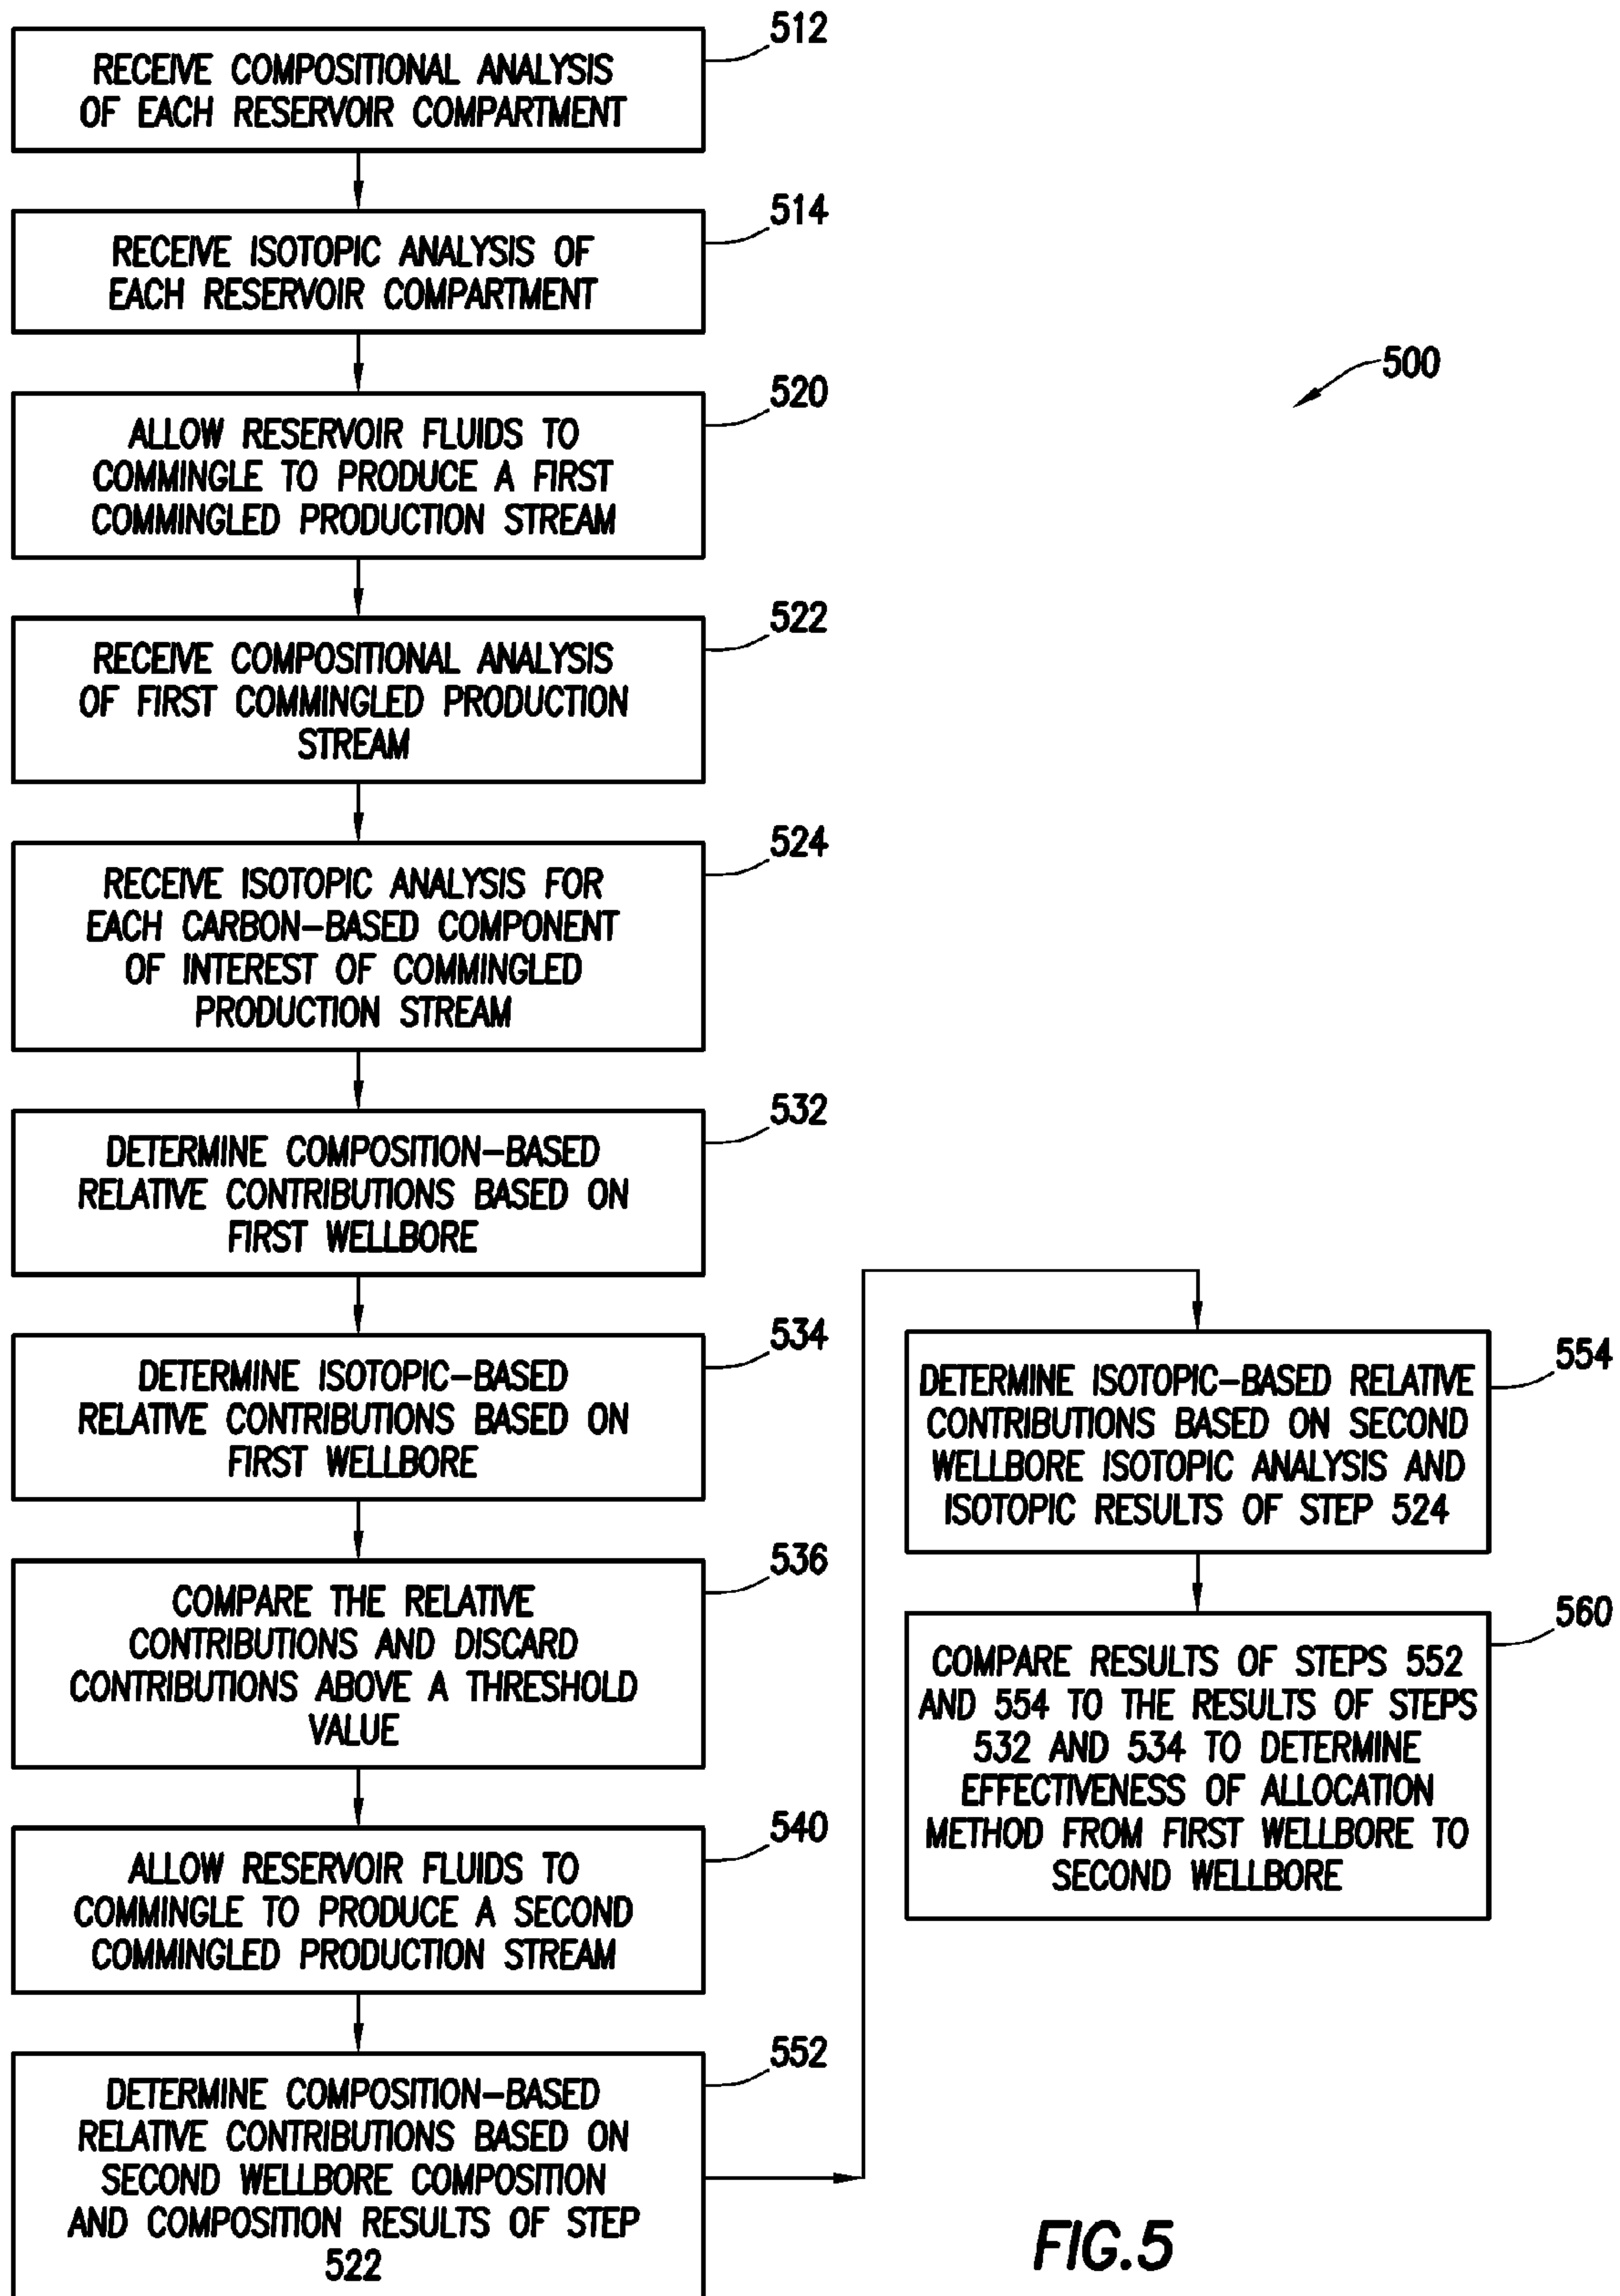 512
RECEIVE COMPOSITIONAL ANALYSIS
OF EACH RESERVOIR COMPARTMENT
514
RECEIVE ISOTOPIC ANALYSIS OF
EACH RESERVOIR COMPARTMENT
500
520
ALLOW RESERVOIR FLUIDS TO
COMMINGLE TO PRODUCE A FIRST
COMMINGLED PRODUCTION STREAM
522
RECEIVE COMPOSITIONAL ANALYSIS
OF FIRST COMMINGLED PRODUCTION
STREAM
524
RECEIVE ISOTOPIC ANALYSIS FOR
EACH CARBON-BASED COMPONENT
OF INTEREST OF COMMINGLED
PRODUCTION STREAM
532
DETERMINE COMPOSITION-BASED
RELATIVE CONTRIBUTIONS BASED ON
FIRST WELLBORE
534
DETERMINE ISOTOPIC-BASED
RELATIVE CONTRIBUTIONS BASED ON
FIRST WELLBORE
536
COMPARE THE RELATIVE
CONTRIBUTIONS AND DISCARD
CONTRIBUTIONS ABOVE A THRESHOLD
VALUE
540
ALLOW RESERVOIR FLUIDS TO
COMMINGLE TO PRODUCE A SECOND
COMMINGLED PRODUCTION STREAM
552
DETERMINE COMPOSITION-BASED
RELATIVE CONTRIBUTIONS BASED ON
SECOND WELLBORE COMPOSITION
AND COMPOSITION RESULTS OF STEP
522
554
DETERMINE ISOTOPIC-BASED RELATIVE
CONTRIBUTIONS BASED ON SECOND
WELLBORE ISOTOPIC ANALYSIS AND
ISOTOPIC RESULTS OF STEP 524
560
COMPARE RESULTS OF STEPS 552
AND 554 TO THE RESULTS OF STEPS
532 AND 534 TO DETERMINE
EFFECTIVENESS OF ALLOCATION
METHOD FROM FIRST WELLBORE TO
SECOND WELLBORE
FIG.5